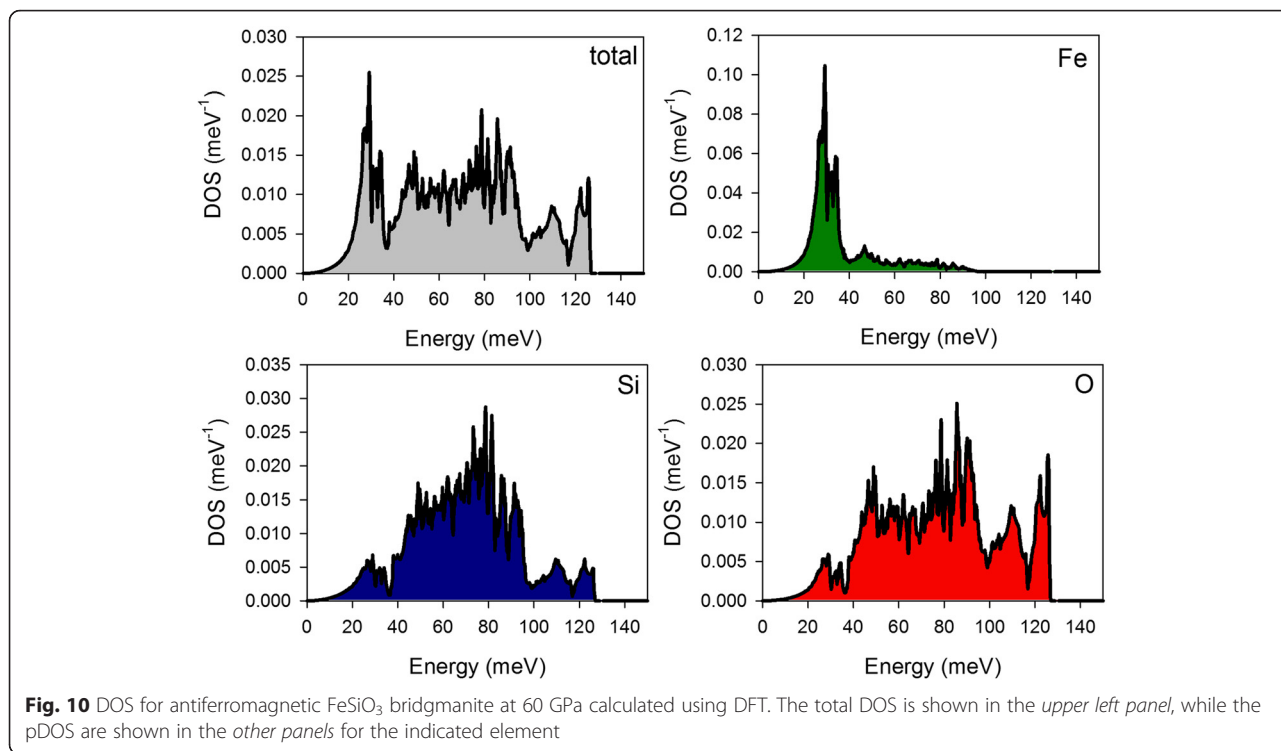 total
0.030
0.025
0.020
0.015
0.010
0.005
0.000
DOS (meV⁻¹)
0 20 40 60 80 100 120 140
Energy (meV)
Fe
0.12
0.10
0.08
0.06
0.04
0.02
0.00
DOS (meV⁻¹)
0 20 40 60 80 100 120 140
Energy (meV)
Si
0.035
0.030
0.025
0.020
0.015
0.010
0.005
0.000
DOS (meV⁻¹)
0 20 40 60 80 100 120 140
Energy (meV)
O
0.030
0.025
0.020
0.015
0.010
0.005
0.000
DOS (meV⁻¹)
0 20 40 60 80 100 120 140
Energy (meV)
Fig. 10 DOS for antiferromagnetic FeSiO₃ bridgmanite at 60 GPa calculated using DFT. The total DOS is shown in the upper left panel, while the
pDOS are shown in the other panels for the indicated element